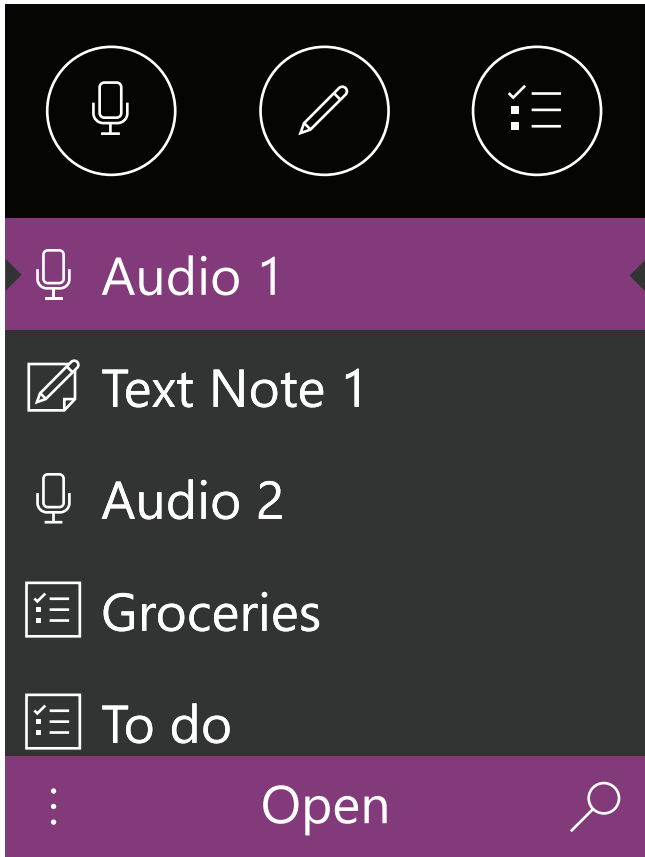 Audio 1
Text Note 1
Audio 2
Groceries
To do
Open